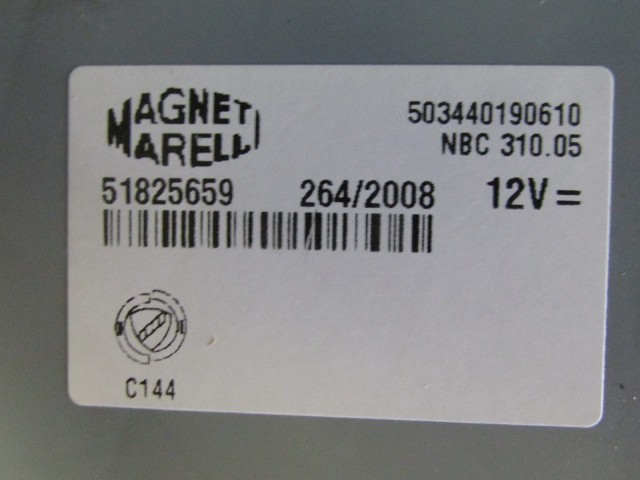 MAGNETI
MARELLI
503440190610
NBC 310.05
51825659 264/2008 12V =
C144